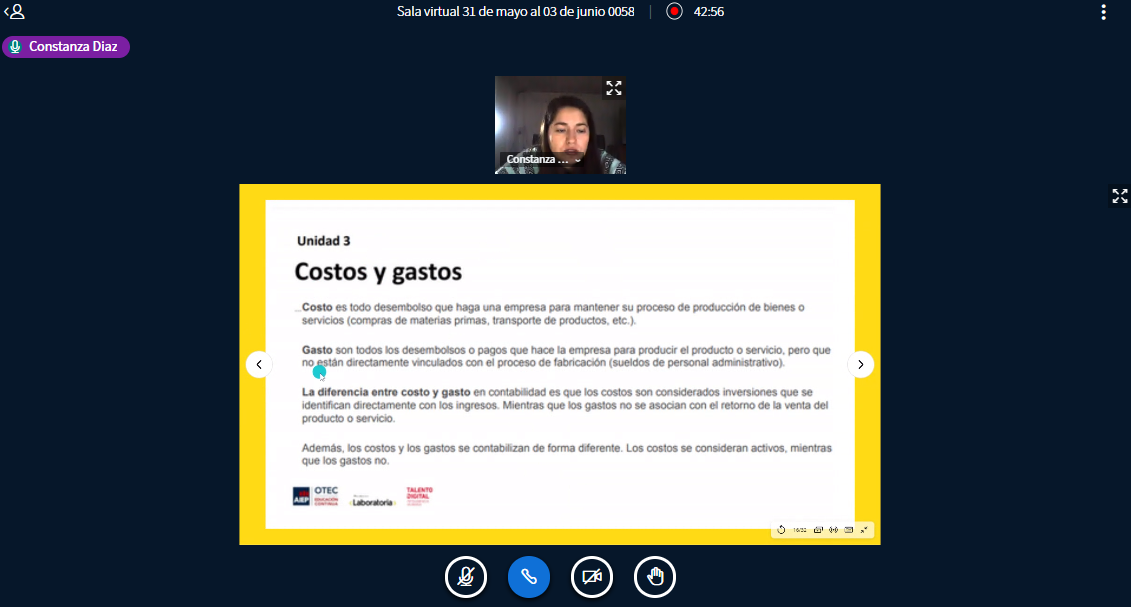 Sala virtual 31 de mayo al 03 de junio 0058
42:56
Constanza Diaz
Constanza ...
Unidad 3
Costos y gastos
Costo es todo desembolso que haga una empresa para mantener su proceso de producción de bienes o
servicios (compras de materias primas, transporte de productos, etc.).
Gasto son todos los desembolsos o pagos que hace la empresa para producir el producto o servicio, pero que
no están directamente vinculados con el proceso de fabricación (sueldos de personal administrativo).
La diferencia entre costo y gasto en contabilidad es que los costos son considerados inversiones que se
identifican directamente con los ingresos. Mientras que los gastos no se asocian con el retorno de la venta del
producto o servicio.
Además, los costos y los gastos se contabilizan de forma diferente. Los costos se consideran activos, mientras
que los gastos no.
AIEP
OTEC
EDUCACIÓN
CONTINUA
Laboratoria
TALENTO
DIGITAL
16/32